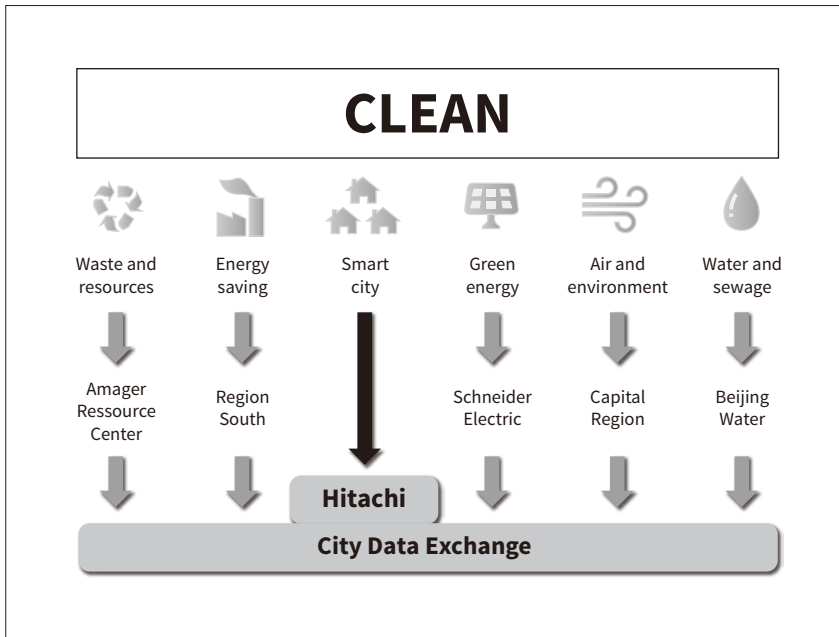 CLEAN
Waste and
resources
Energy
saving
Smart
city
Green
energy
Air and
environment
Water and
sewage
Amager
Ressource
Center
Region
South
Schneider
Electric
Capital
Region
Beijing
Water
Hitachi
City Data Exchange